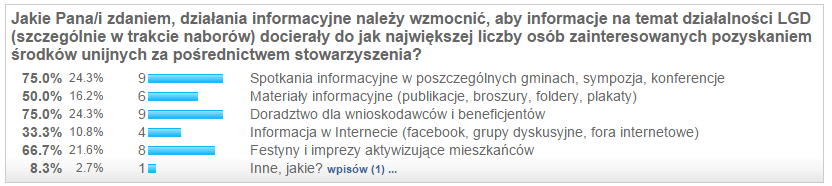 Jakie Pana/i zdaniem, działania informacyjne należy wzmocnić, aby informacje na temat działalności LGD
(szczególnie w trakcie naborów) docierały do jak największej liczby osób zainteresowanych pozyskaniem
środków unijnych za pośrednictwem stowarzyszenia?
75.0% 24.3% 9 Spotkania informacyjne w poszczególnych gminach, sympozja, konferencje
50.0% 16.2% 6 Materiały informacyjne (publikacje, broszury, foldery, plakaty)
75.0% 24.3% 9 Doradztwo dla wnioskodawców i beneficjentów
33.3% 10.8% 4 Informacja w Internecie (facebook, grupy dyskusyjne, fora internetowe)
66.7% 21.6% 8 Festyny i imprezy aktywizujące mieszkańców
8.3% 2.7% 1 Inne, jakie? wpisów (1) ...